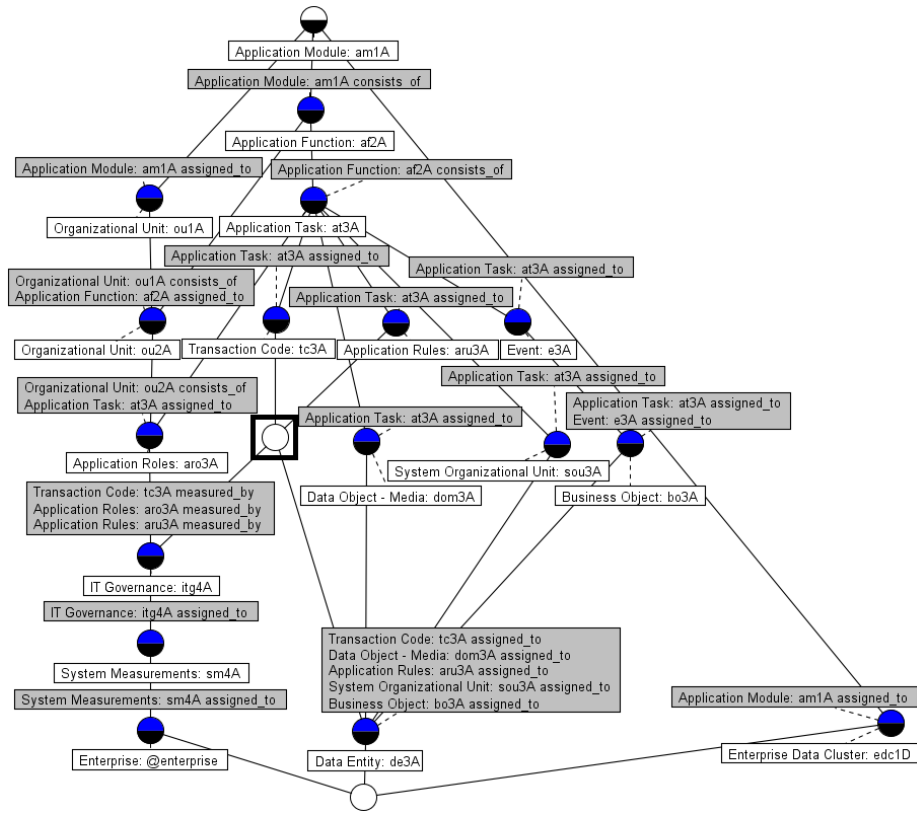 Application Module: am1A
Application Module: am1A consists_of
Application Function: af2A
Application Module: am1A assigned_to
Application Function: af2A consists_of
Organizational Unit: ou1A
Application Task: at3A
Application Task: at3A assigned_to
Application Task: at3A assigned_to
Organizational Unit: ou1A consists_of
Application Function: af2A assigned_to
Application Task: at3A assigned_to
Organizational Unit: ou2A
Transaction Code: tc3A
Application Rules: aru3A
Event: e3A
Organizational Unit: ou2A consists_of
Application Task: at3A assigned_to
Application Task: at3A assigned_to
Application Task: at3A assigned_to
Application Task: at3A assigned_to
Event: e3A assigned_to
Application Roles: aro3A
System Organizational Unit: sou3A
Data Object - Media: dom3A
Business Object: bo3A
Transaction Code: tc3A measured_by
Application Roles: aro3A measured_by
Application Rules: aru3A measured_by
IT Governance: itg4A
IT Governance: itg4A assigned_to
Transaction Code: tc3A assigned_to
Data Object - Media: dom3A assigned_to
Application Rules: aru3A assigned_to
System Organizational Unit: sou3A assigned_to
Business Object: bo3A assigned_to
System Measurements: sm4A
System Measurements: sm4A assigned_to
Application Module: am1A assigned_to
Enterprise: @enterprise
Data Entity: de3A
Enterprise Data Cluster: edc1D